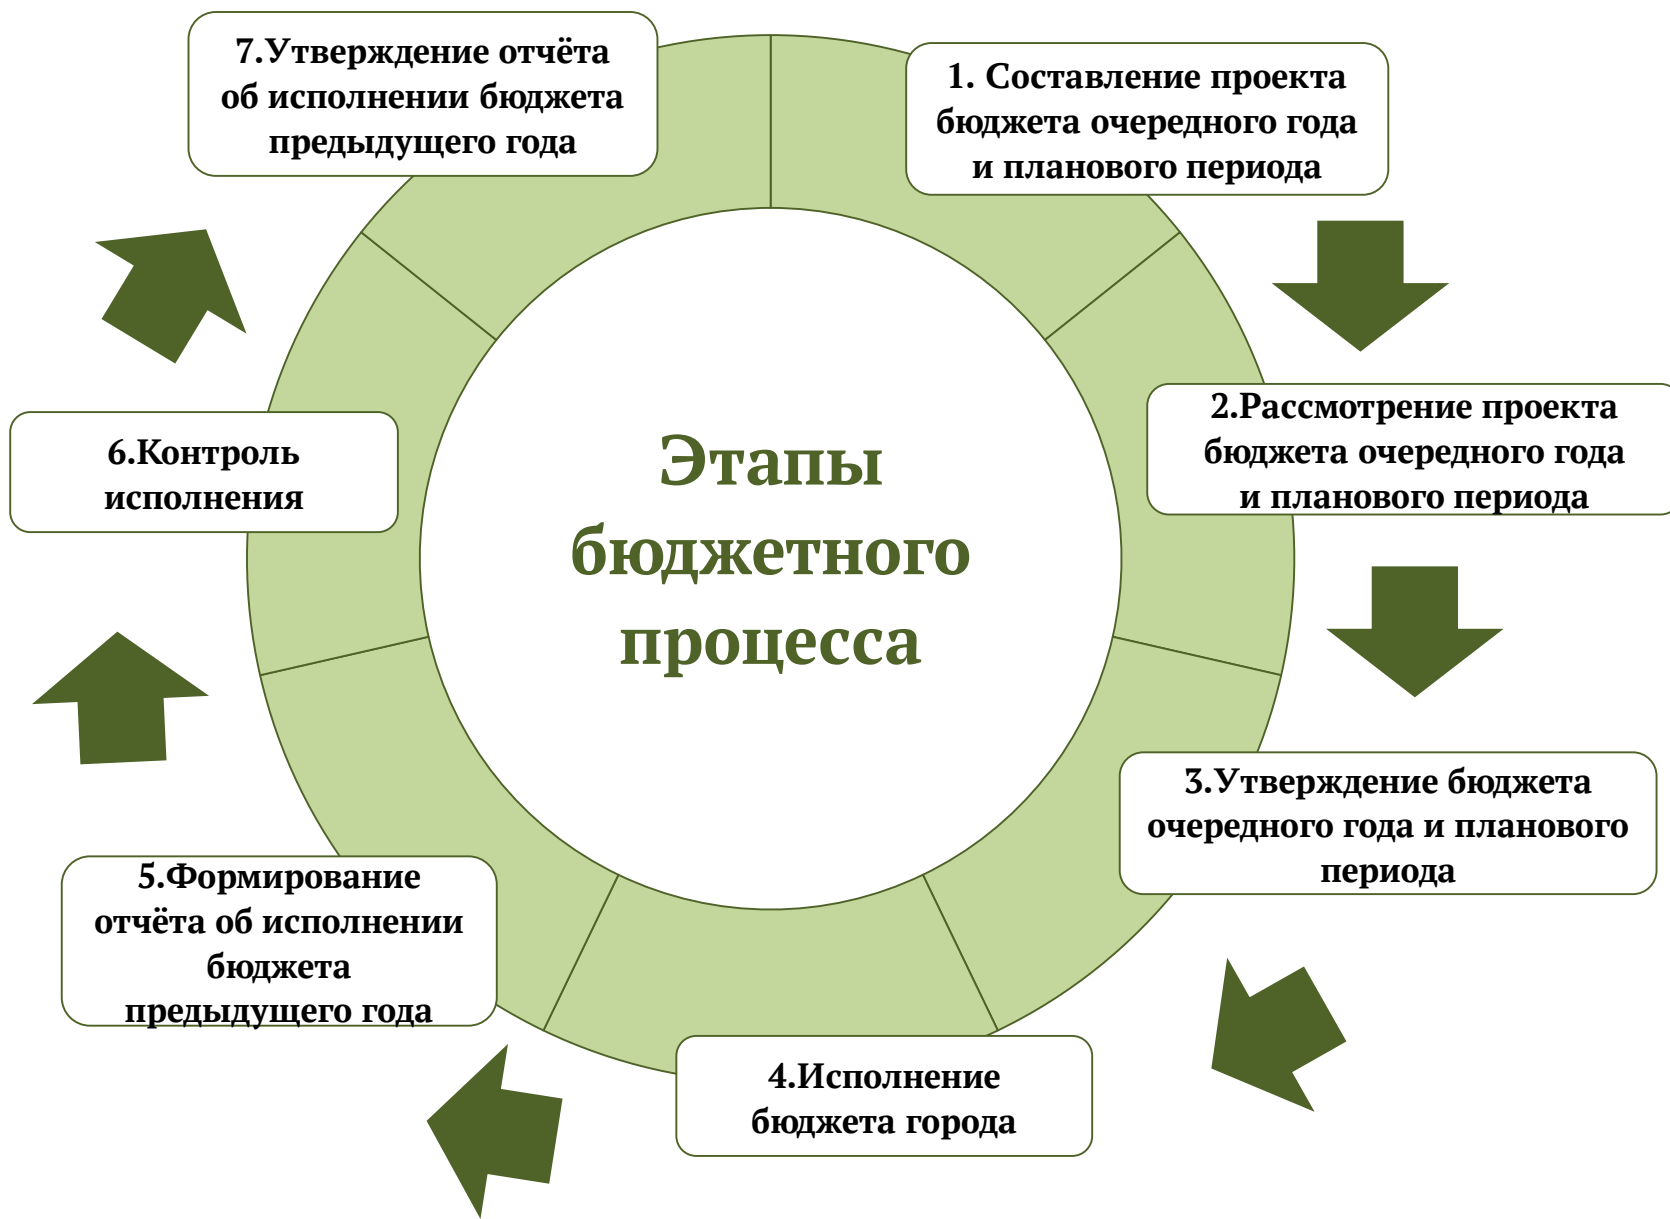 Этапы
бюджетного
процесса
1. Составление проекта
бюджета очередного года
и планового периода
2.Рассмотрение проекта
бюджета очередного года
и планового периода
3.Утверждение бюджета
очередного года и планового
периода
4.Исполнение
бюджета города
5.Формирование
отчёта об исполнении
бюджета
предыдущего года
6.Контроль
исполнения
7.Утверждение отчёта
об исполнении бюджета
предыдущего года